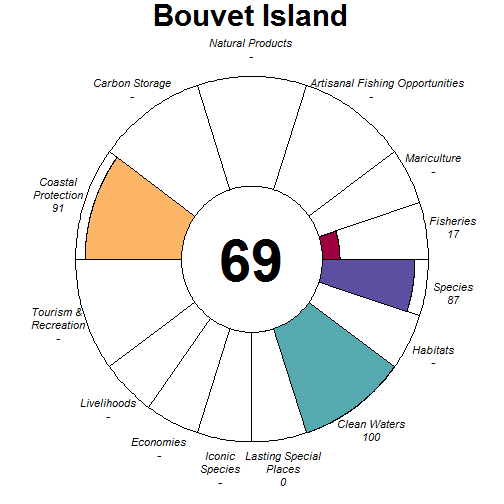 Bouvet Island
Natural Products
-
Carbon Storage
-
Artisanal Fishing Opportunities
-
Mariculture
-
Coastal
Protection
91
Fisheries
17
69
Species
87
Tourism &
Recreation
-
Habitats
-
Livelihoods
-
Clean Waters
100
Economies
-
Iconic
Species
-
Lasting Special
Places
0